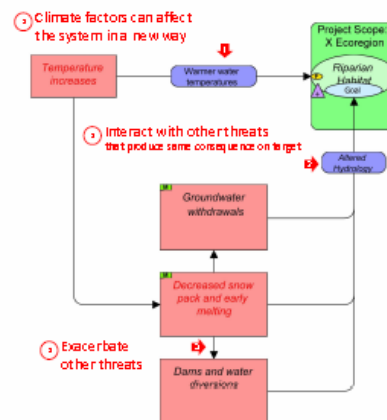 Climate factors can affect
the system in a new way
Project Scope:
X Ecoregion
Temperature
increases
Warmer water
temperatures
Riparian
Habitat
Goal
Interact with other threats
that produce same consequence on target
Altered
Hydrology
Groundwater
withdrawals
Decreased snow
pack and early
melting
Exacerbate
other threats
Dams and water
diversions